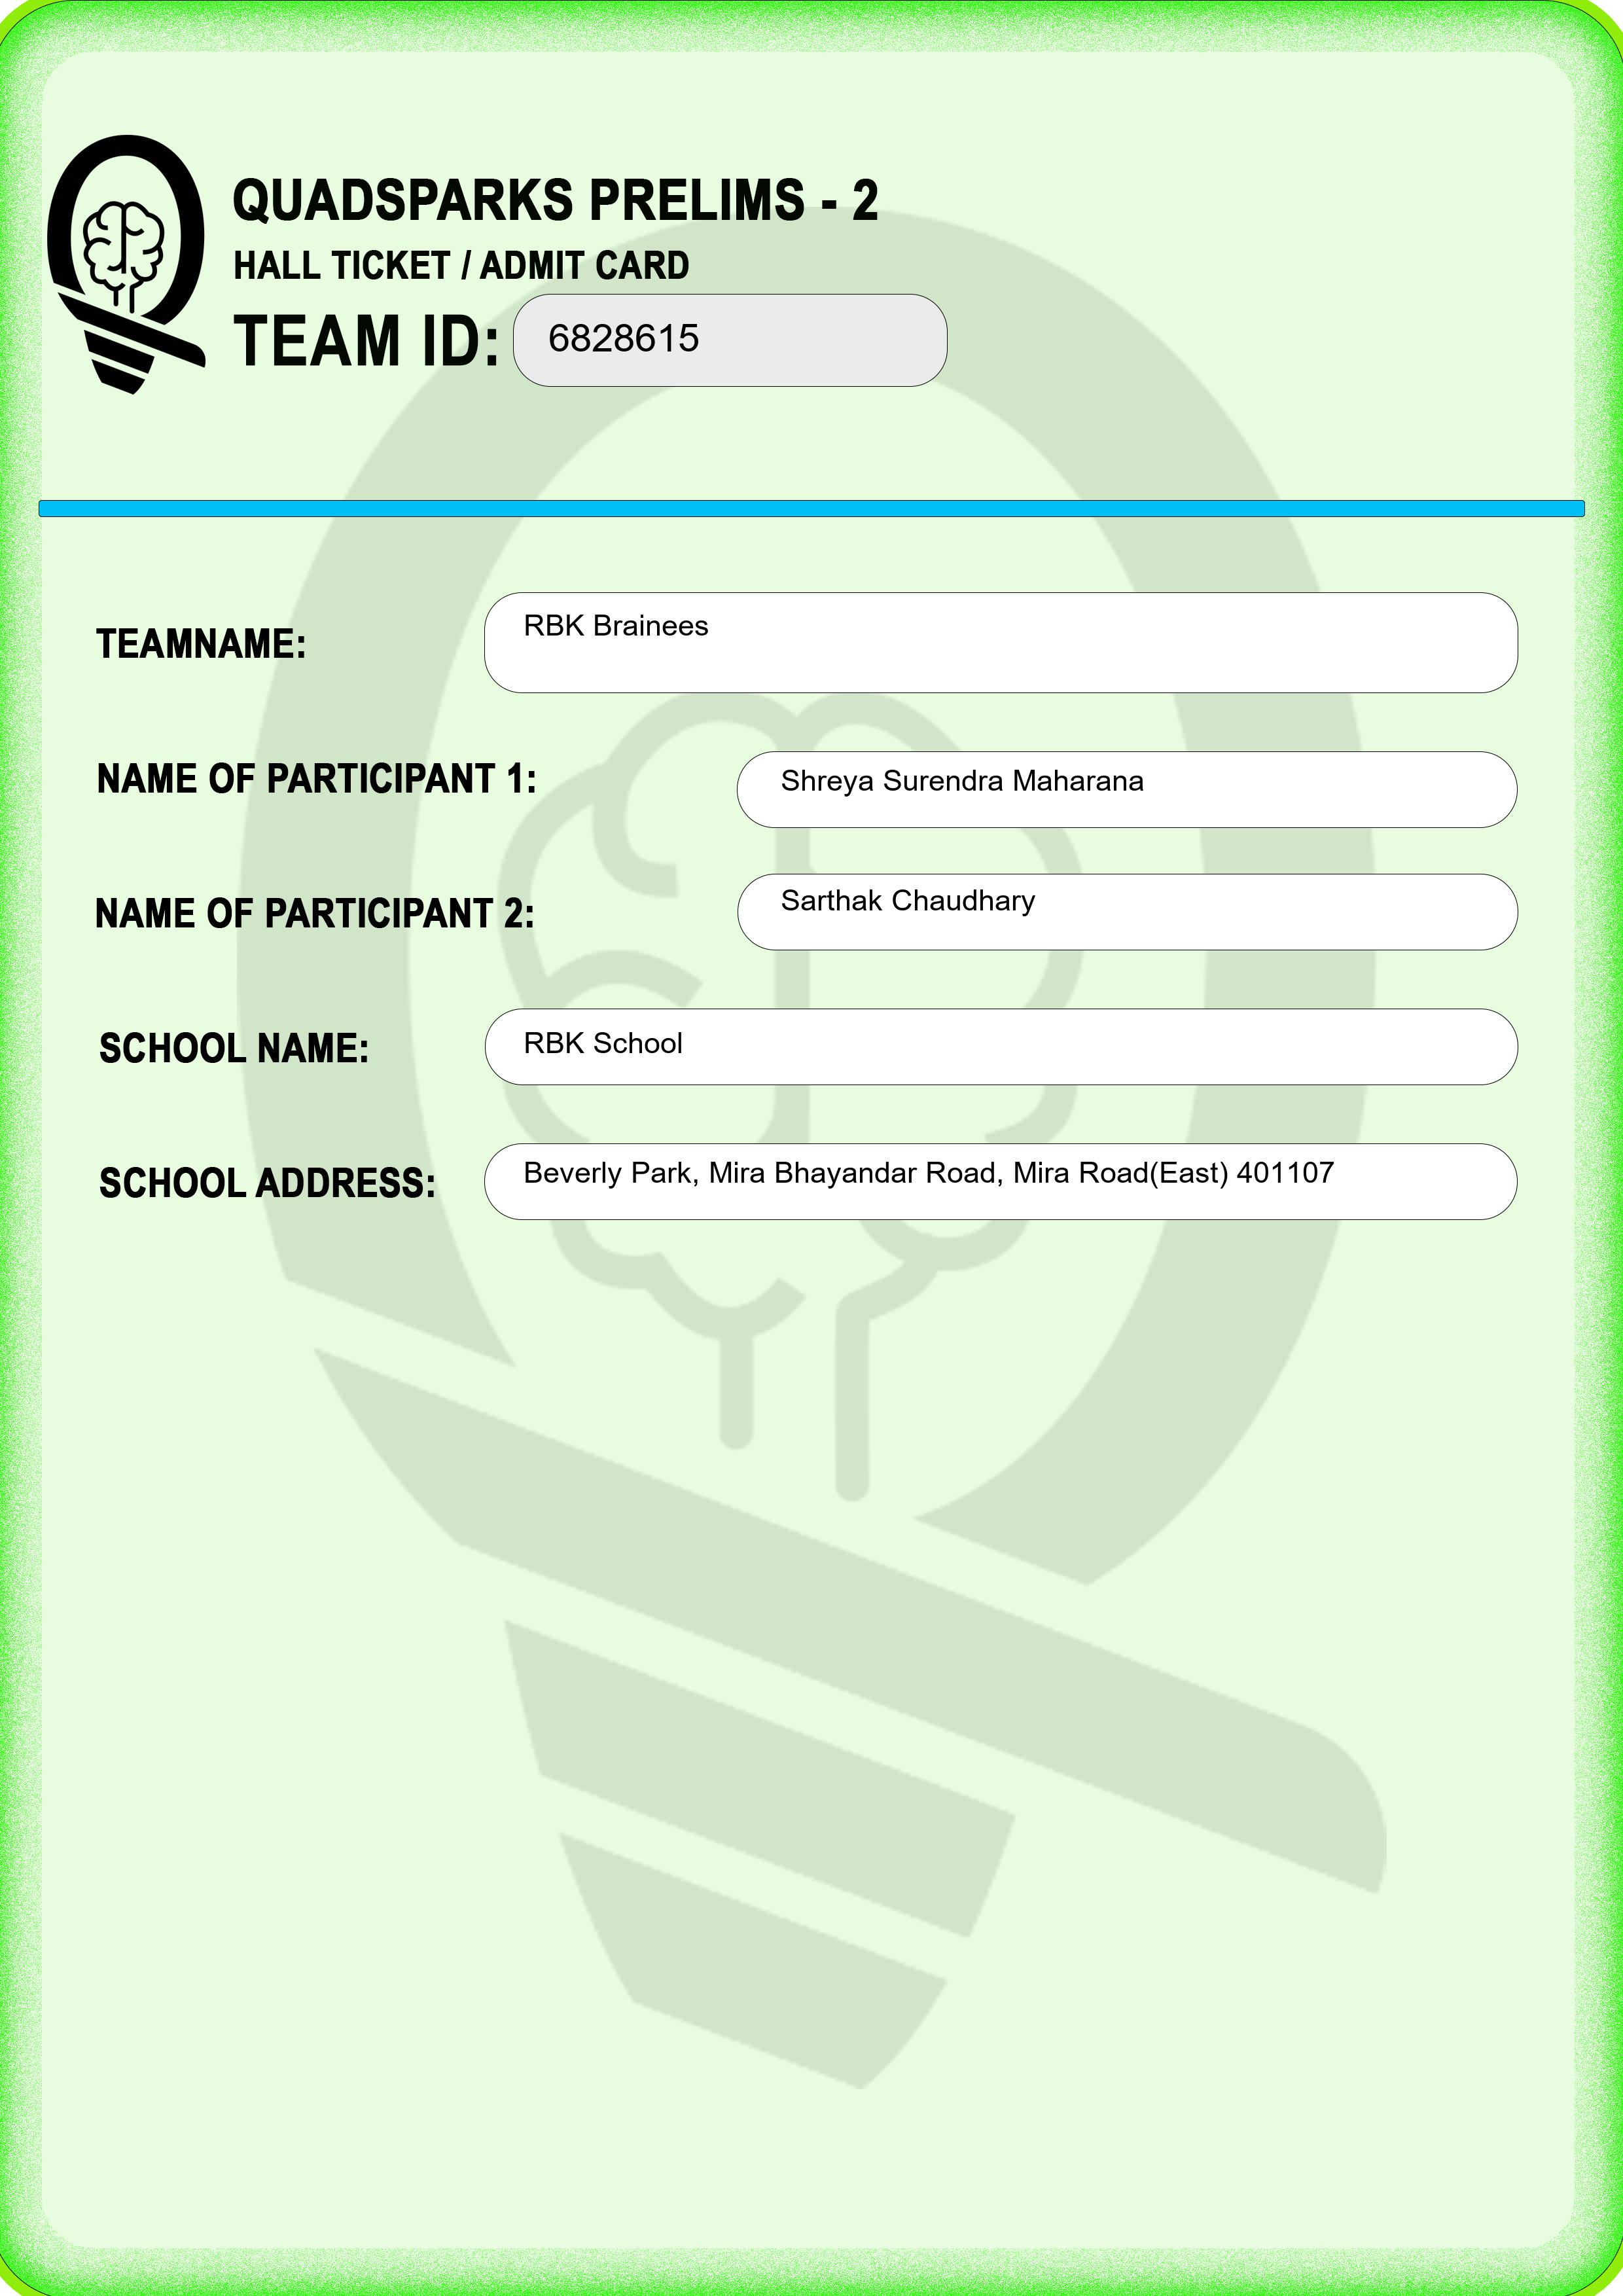 QUADSPARKS PRELIMS - 2
HALL TICKET / ADMIT CARD
TEAM ID: 6828615
TEAMNAME: RBK Brainees
NAME OF PARTICIPANT 1: Shreya Surendra Maharana
NAME OF PARTICIPANT 2: Sarthak Chaudhary
SCHOOL NAME: RBK School
SCHOOL ADDRESS: Beverly Park, Mira Bhayandar Road, Mira Road(East) 401107